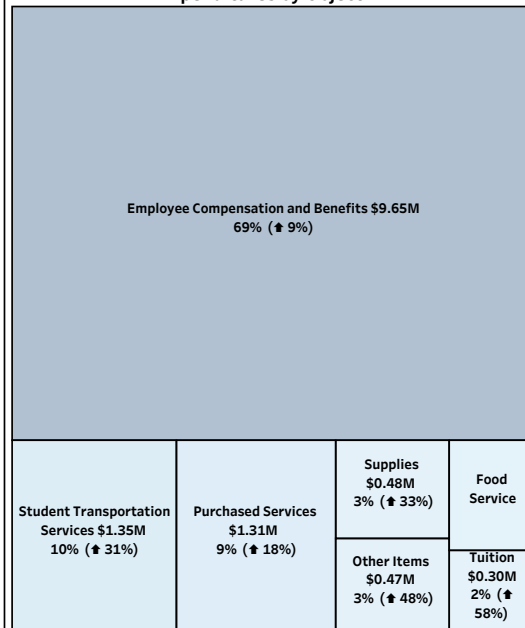 Employee Compensation and Benefits $9.65M
69% (⬆ 9%)
Student Transportation
Services $1.35M
10% (⬆ 31%)
Purchased Services
$1.31M
9% (⬆ 18%)
Supplies
$0.48M
3% (⬆ 33%)
Other Items
$0.47M
3% (⬆ 48%)
Food
Service
Tuition
$0.30M
2% (⬆
58%)